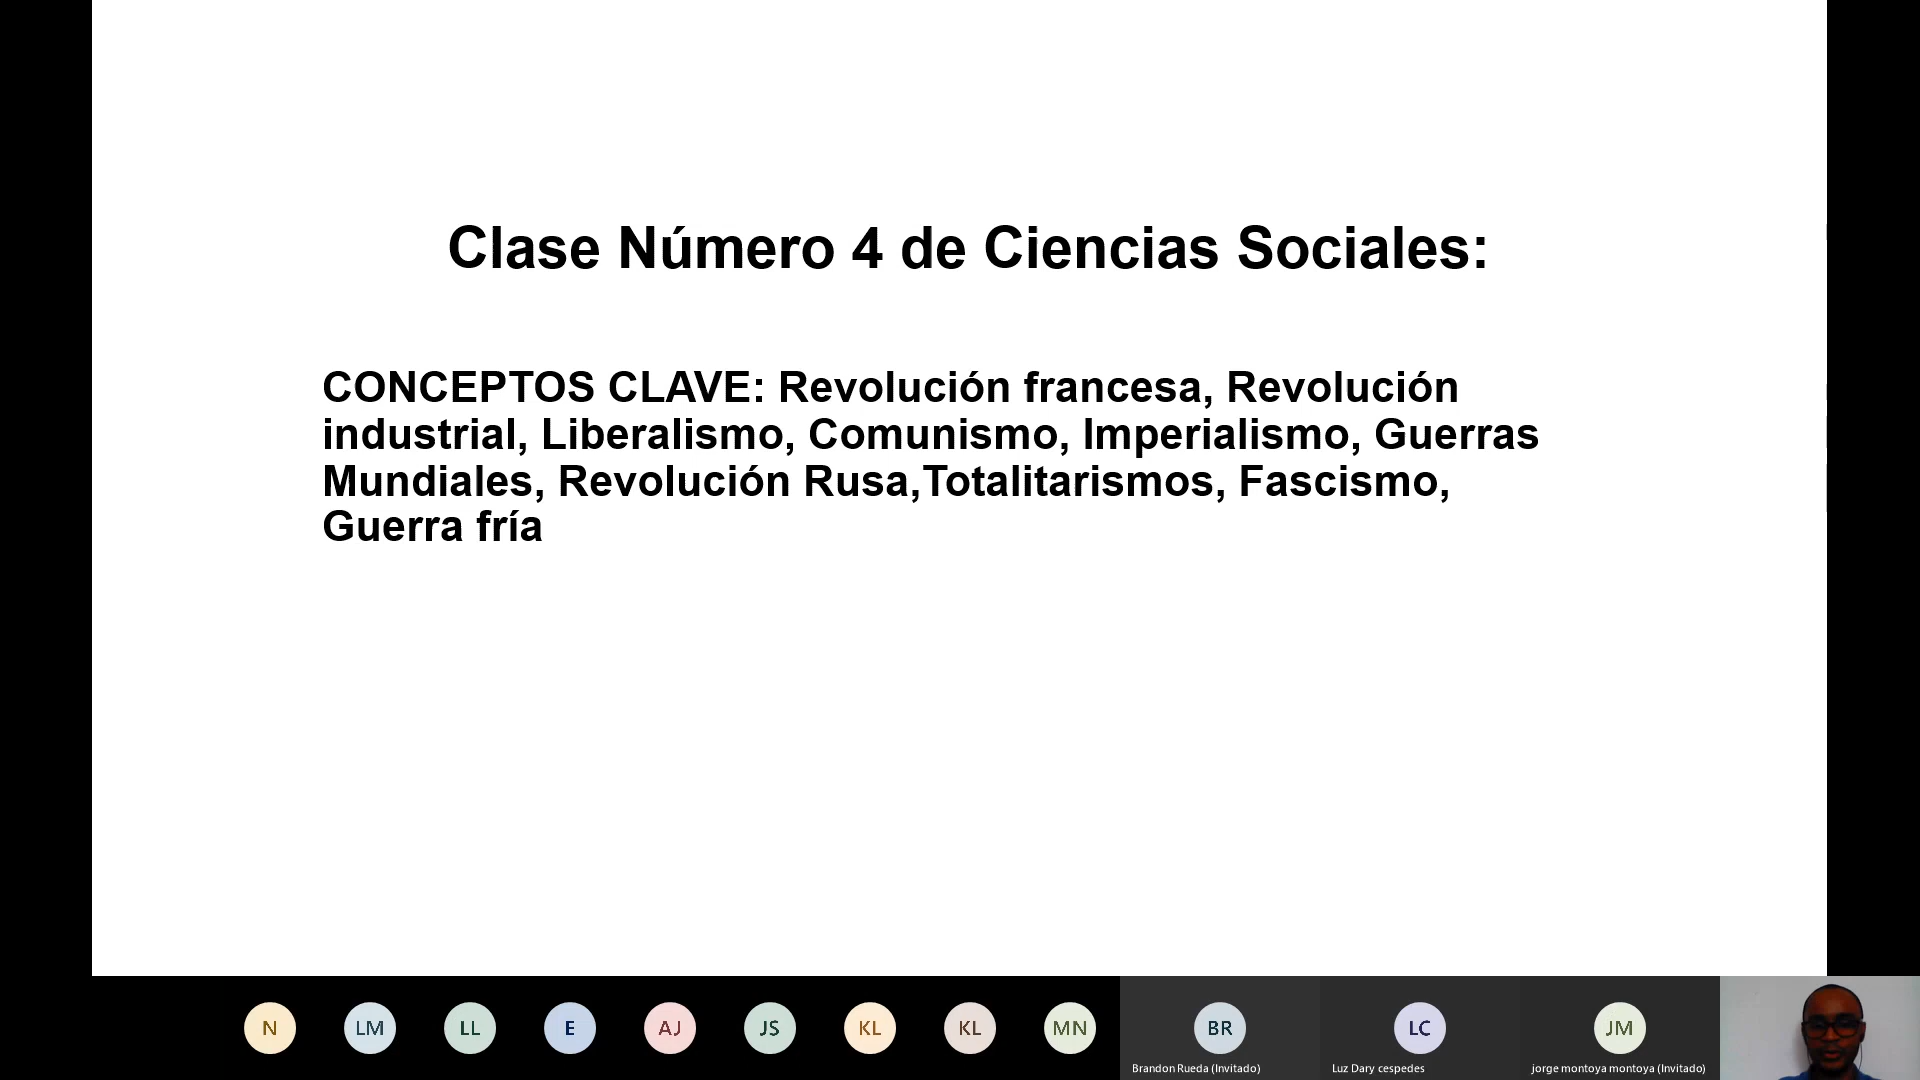 Clase Número 4 de Ciencias Sociales:
CONCEPTOS CLAVE: Revolución francesa, Revolución
industrial, Liberalismo, Comunismo, Imperialismo, Guerras
Mundiales, Revolución Rusa,Totalitarismos, Fascismo,
Guerra fría
N LM LL E AJ JS KL KL MN BR LC JM
Brandon Rueda (Invitado) Luz Dary cespedes jorge montoya montoya (Invitado)